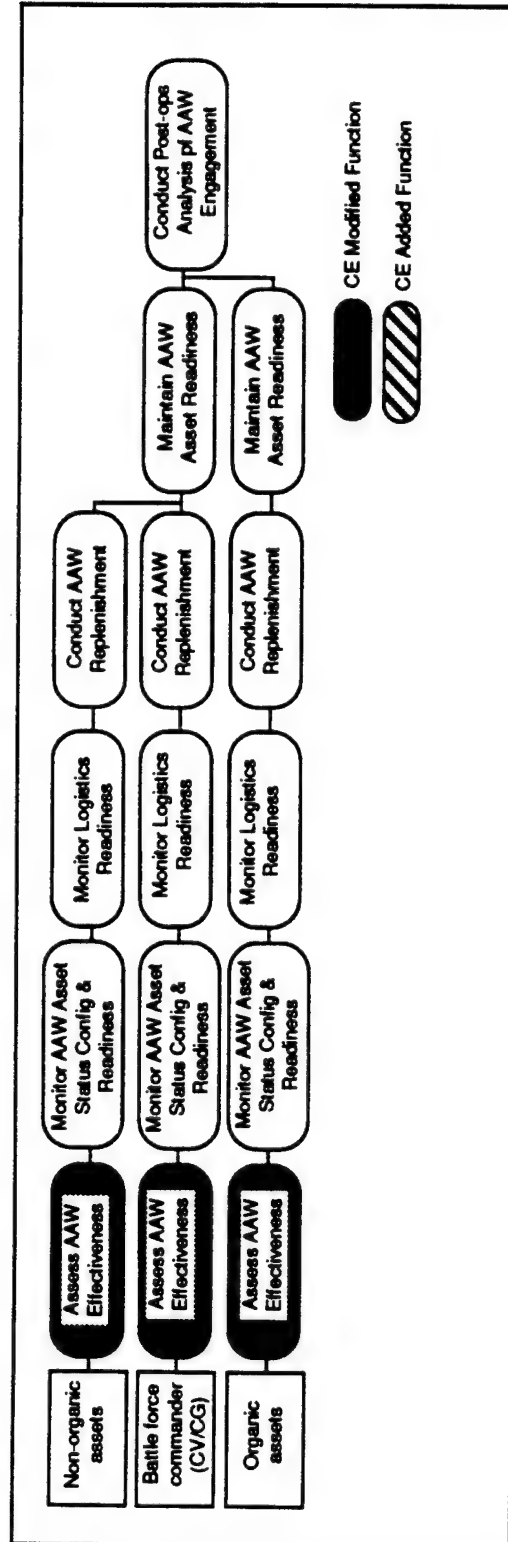 Non-organic
assets
Assess AAW
Effectiveness
Monitor AAW Asset
Status Config &
Readiness
Monitor Logistics
Readiness
Conduct AAW
Replenishment
Battle force
commander
(CV/CG)
Assess AAW
Effectiveness
Monitor AAW Asset
Status Config &
Readiness
Monitor Logistics
Readiness
Conduct AAW
Replenishment
Maintain AAW
Asset Readiness
Conduct Post-ops
Analysis pf AAW
Engagement
Organic
assets
Assess AAW
Effectiveness
Monitor AAW Asset
Status Config &
Readiness
Monitor Logistics
Readiness
Conduct AAW
Replenishment
Maintain AAW
Asset Readiness
CE Modified Function
CE Added Function